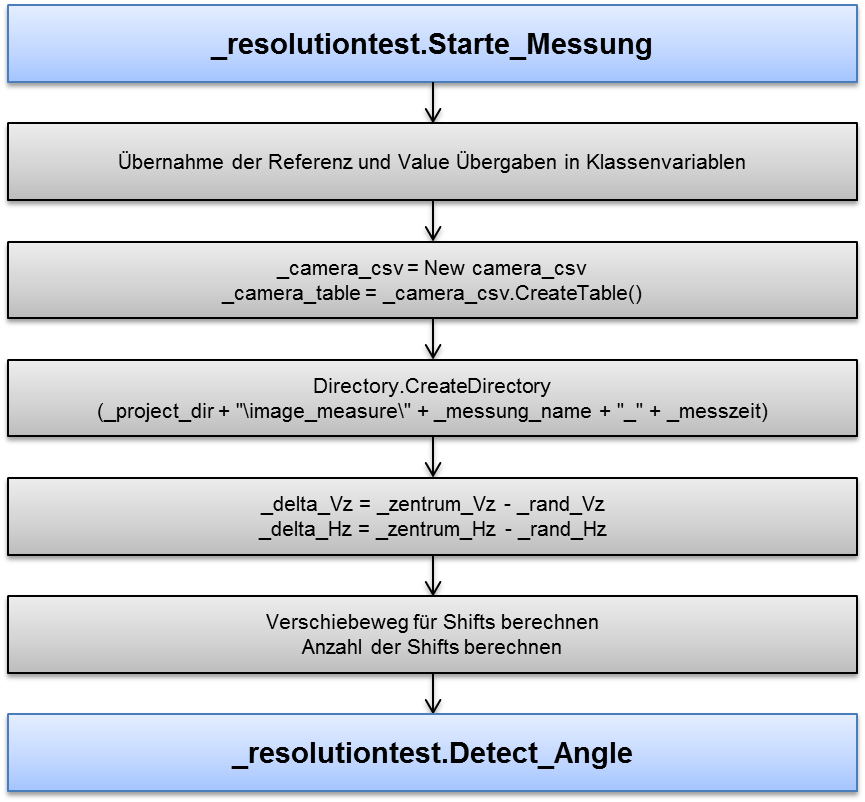 _resolutiontest.Starte_Messung
Übernahme der Referenz und Value Übergaben in Klassenvariablen
_camera_csv = New camera_csv
_camera_table = _camera_csv.CreateTable()
Directory.CreateDirectory
(_project_dir + "\image_measure\" + _messung_name + "_" + _messzeit)
_delta_Vz = _zentrum_Vz - _rand_Vz
_delta_Hz = _zentrum_Hz - _rand_Hz
Verschiebeweg für Shifts berechnen
Anzahl der Shifts berechnen
_resolutiontest.Detect_Angle